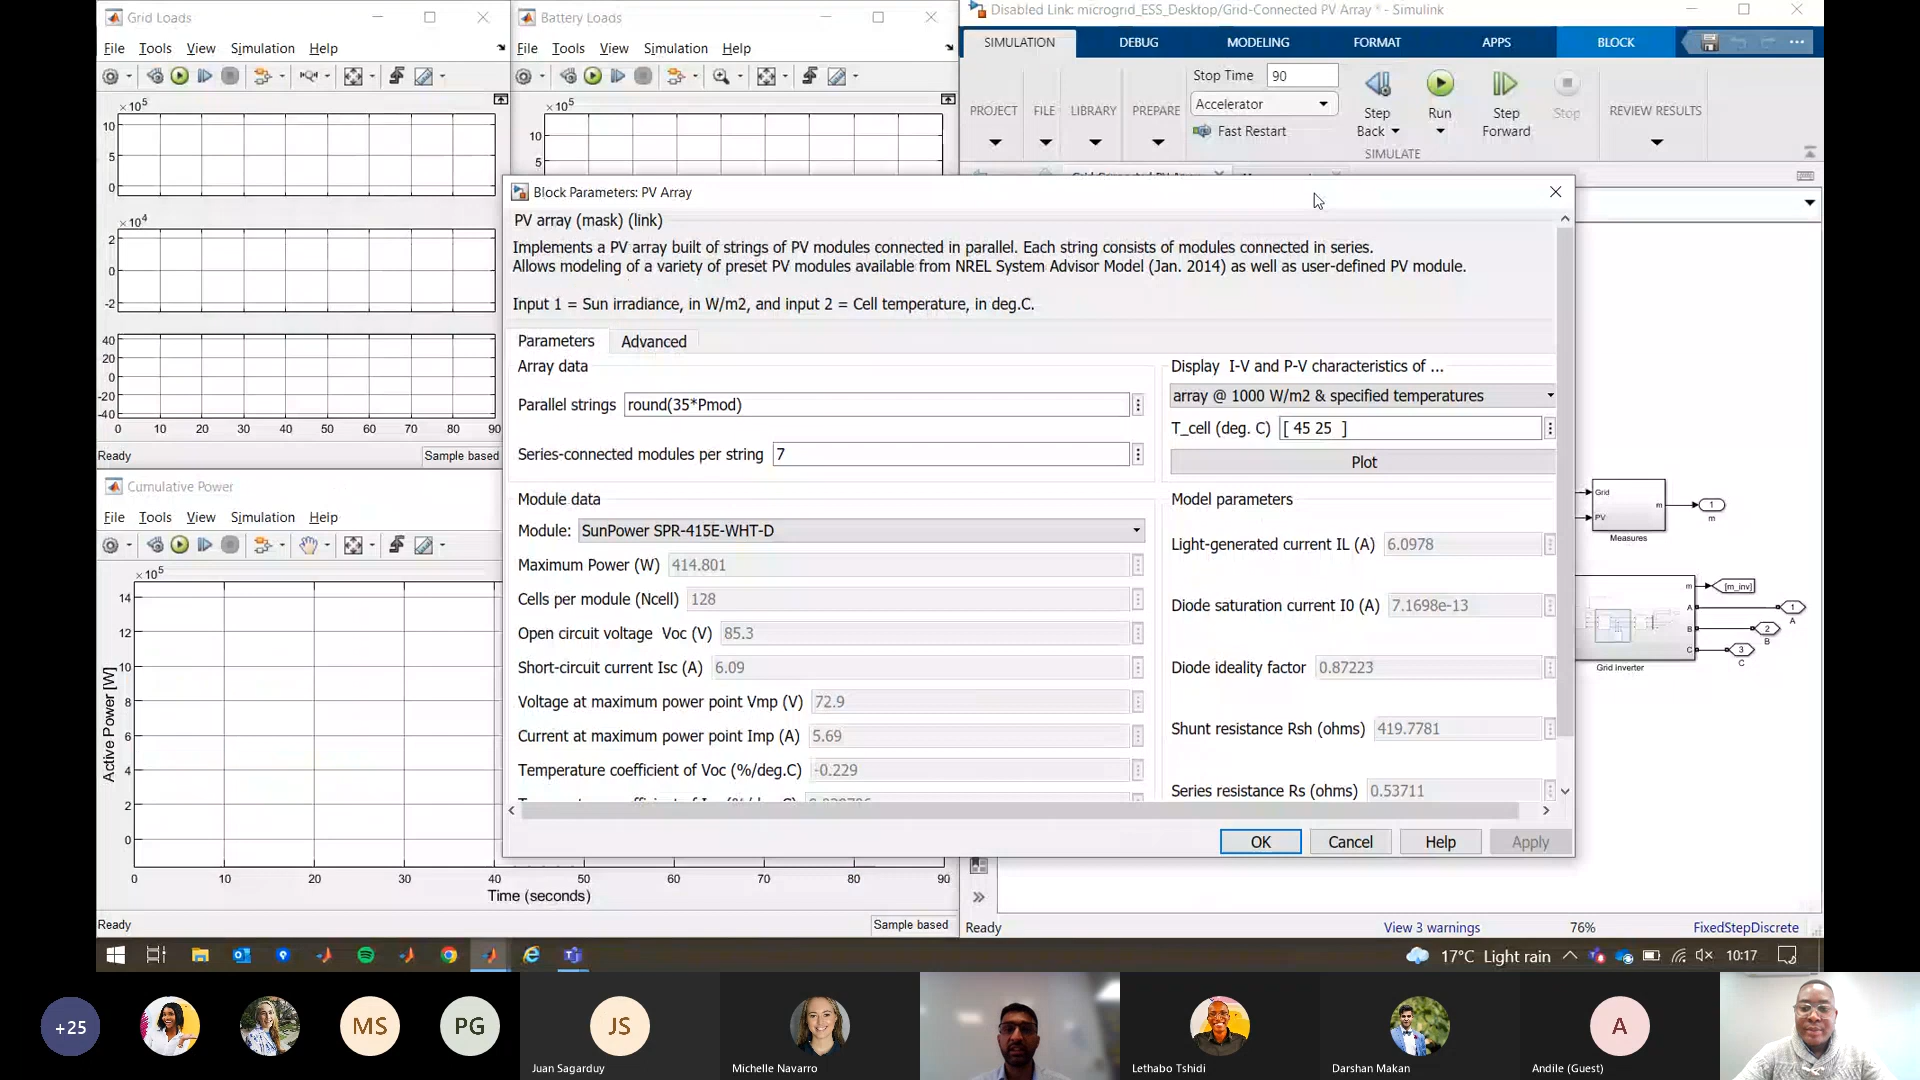 Grid Loads
File Tools View Simulation Help
×10^5
10
5
0
×10^4
2
0
-2
40
20
0
-20
-40
0 10 20 30 40 50 60 70 80 90
Ready Sample based
Battery Loads
File Tools View Simulation Help
×10^5
10
5
Disabled Link: microgrid_ESS_Desktop/Grid-Connected PV Array * - Simulink
SIMULATION DEBUG MODELING FORMAT APPS BLOCK
PROJECT FILE LIBRARY PREPARE
Stop Time 90
Accelerator
Fast Restart
Step Back
Run
Step Forward
Stop
SIMULATE
REVIEW RESULTS
Block Parameters: PV Array
PV array (mask) (link)
Implements a PV array built of strings of PV modules connected in parallel. Each string consists of modules connected in series.
Allows modeling of a variety of preset PV modules available from NREL System Advisor Model (Jan. 2014) as well as user-defined PV module.
Input 1 = Sun irradiance, in W/m2, and input 2 = Cell temperature, in deg.C.
Parameters Advanced
Array data
Parallel strings round(35*Pmod)
Series-connected modules per string 7
Display I-V and P-V characteristics of ...
array @ 1000 W/m2 & specified temperatures
T_cell (deg. C) [ 45 25 ]
Plot
Module data
Module: SunPower SPR-415E-WHT-D
Maximum Power (W) 414.801
Cells per module (Ncell) 128
Open circuit voltage Voc (V) 85.3
Short-circuit current Isc (A) 6.09
Voltage at maximum power point Vmp (V) 72.9
Current at maximum power point Imp (A) 5.69
Temperature coefficient of Voc (%/deg.C) -0.229
Model parameters
Light-generated current IL (A) 6.0978
Diode saturation current I0 (A) 7.1698e-13
Diode ideality factor 0.87223
Shunt resistance Rsh (ohms) 419.7781
Series resistance Rs (ohms) 0.53711
OK Cancel Help Apply
Grid
PV
m
1
m
Measures
m
[m_inv]
A
1
A
B
2
B
C
3
C
Grid Inverter
Cumulative Power
File Tools View Simulation Help
×10^5
14
12
10
8
6
4
2
0
Active Power [W]
0 10 20 30 40 50 60 70 80 90
Time (seconds)
Ready Sample based
Ready View 3 warnings 76% FixedStepDiscrete
17°C Light rain 10:17
+25
MS
PG
JS
A
Juan Sagarduy
Michelle Navarro
Lethabo Tshidi
Darshan Makan
Andile (Guest)